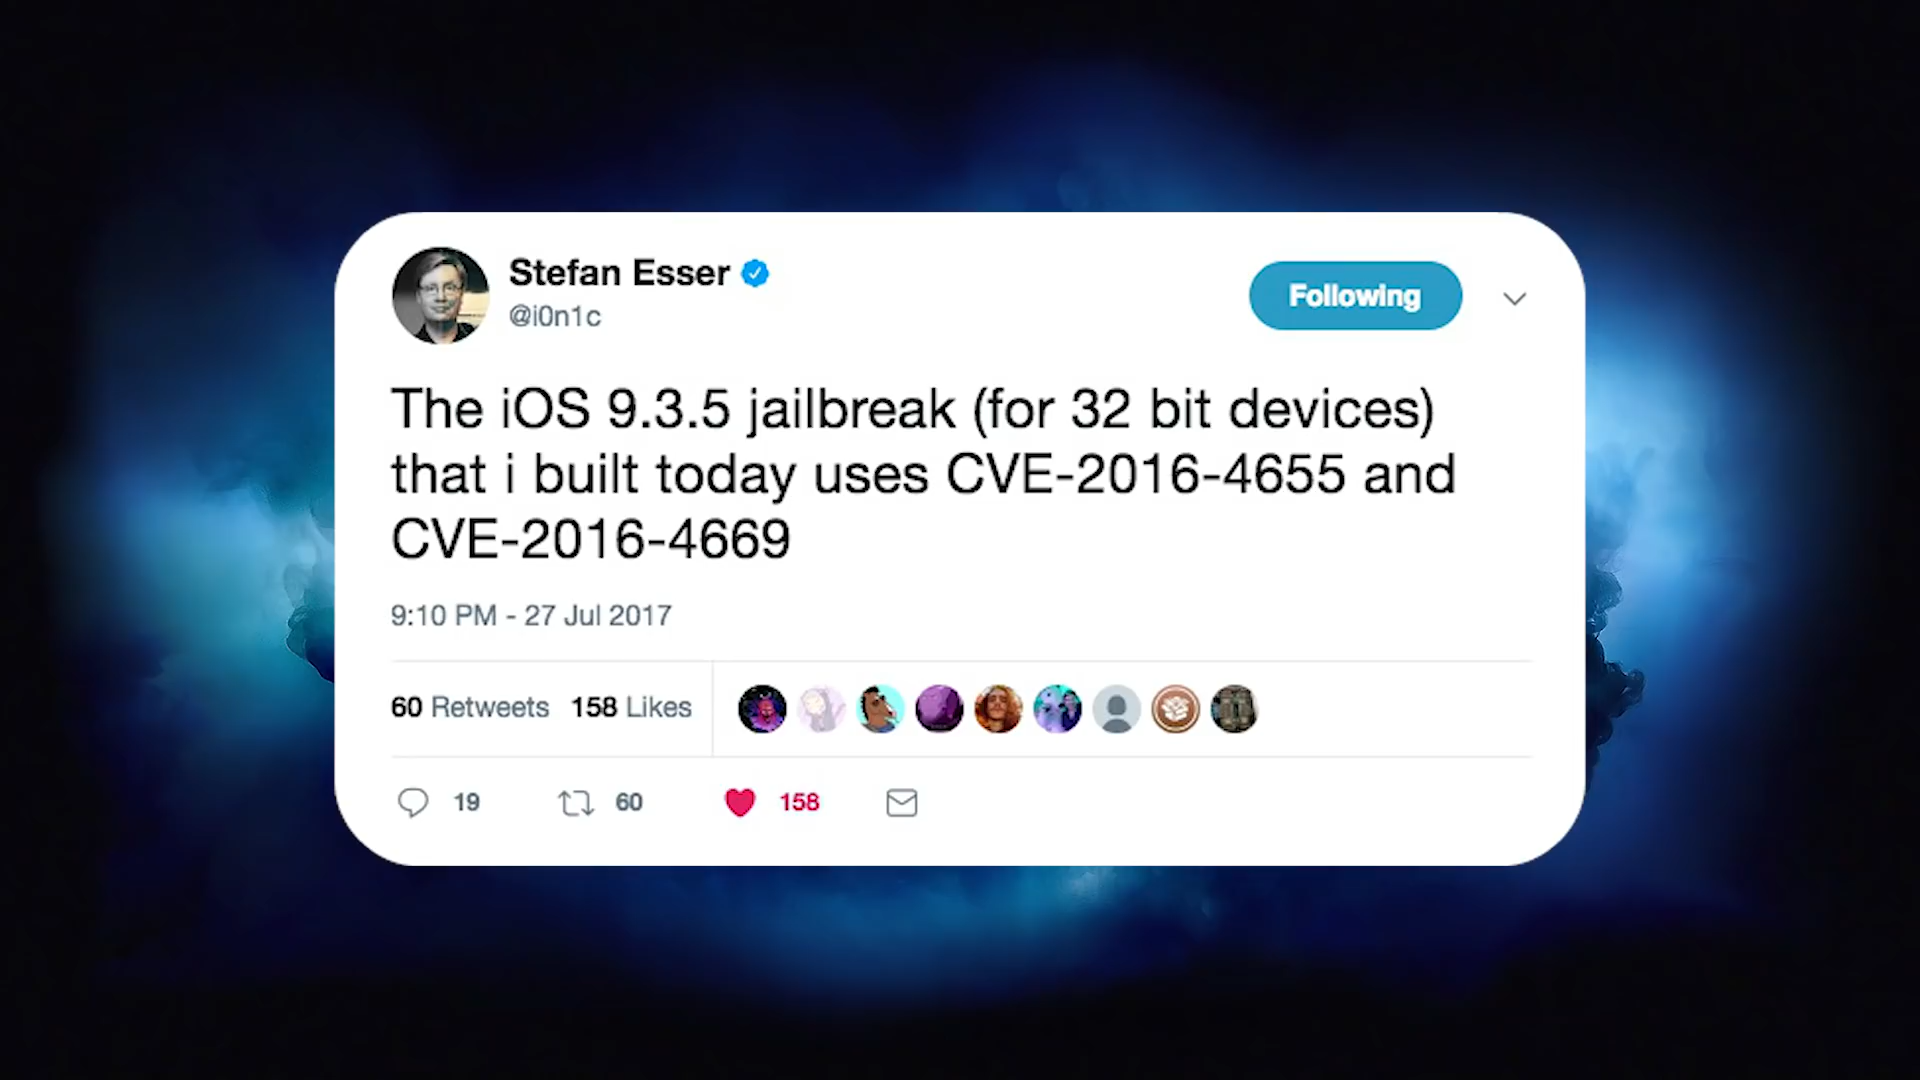 Stefan Esser
@i0n1c
Following
The iOS 9.3.5 jailbreak (for 32 bit devices)
that i built today uses CVE-2016-4655 and
CVE-2016-4669
9:10 PM - 27 Jul 2017
60 Retweets 158 Likes
19 60 158